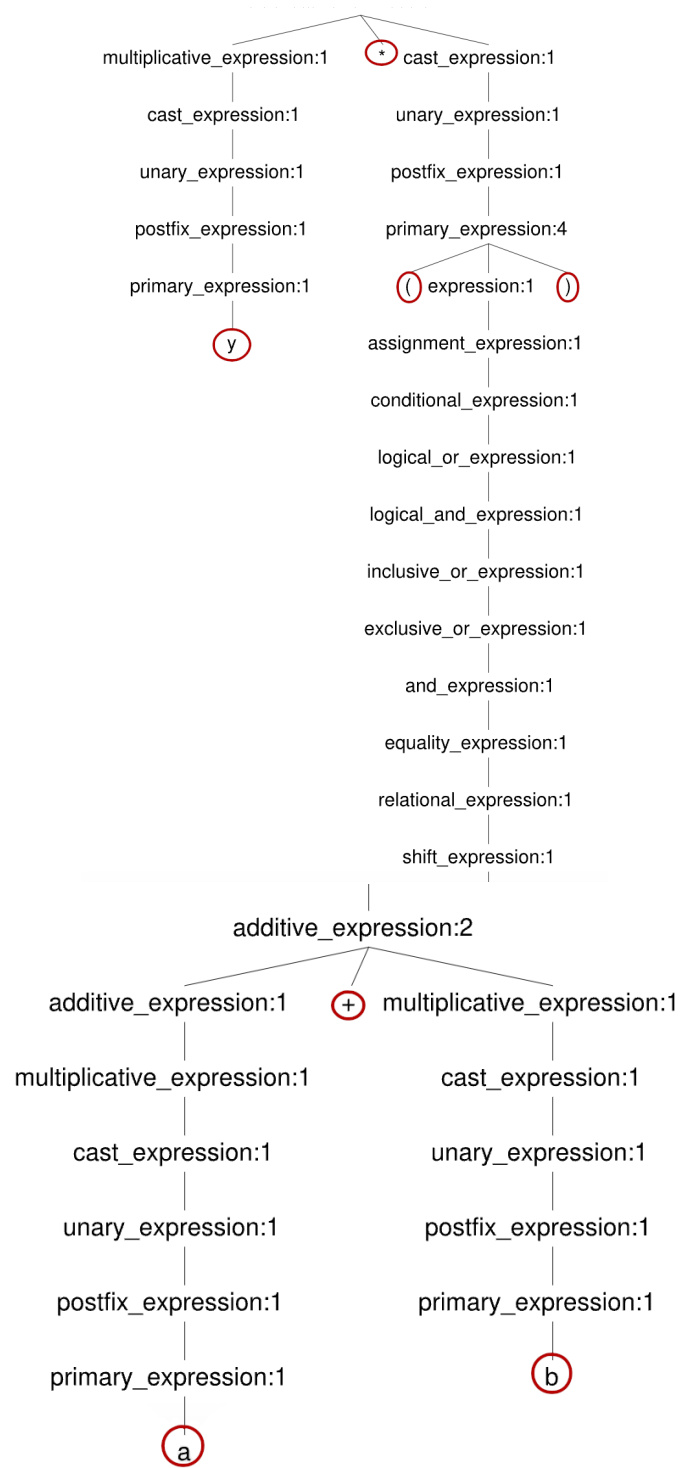 multiplicative_expression:1 * cast_expression:1
cast_expression:1 unary_expression:1
unary_expression:1 postfix_expression:1
postfix_expression:1 primary_expression:4
primary_expression:1 ( expression:1 )
y assignment_expression:1
conditional_expression:1
logical_or_expression:1
logical_and_expression:1
inclusive_or_expression:1
exclusive_or_expression:1
and_expression:1
equality_expression:1
relational_expression:1
shift_expression:1
additive_expression:2
additive_expression:1 + multiplicative_expression:1
multiplicative_expression:1 cast_expression:1
cast_expression:1 unary_expression:1
unary_expression:1 postfix_expression:1
postfix_expression:1 primary_expression:1
primary_expression:1 b
a